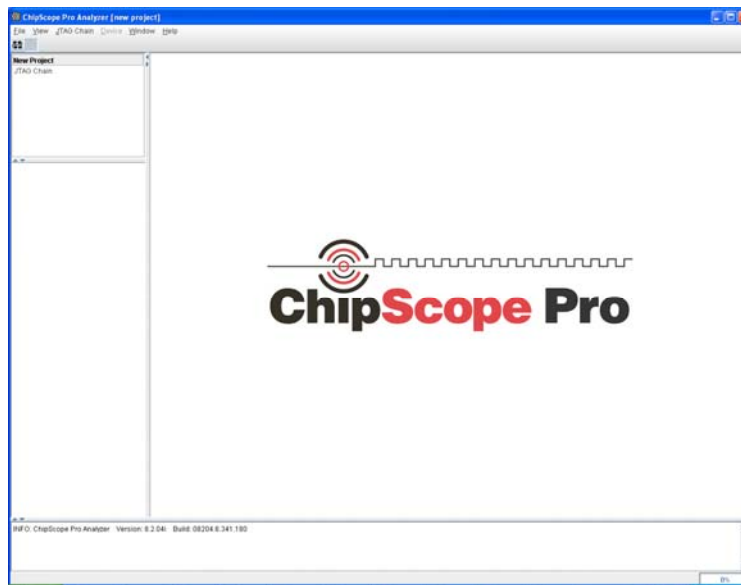 ChipScope Pro Analyzer [new project]
File View JTAG Chain Device Window Help
New Project
JTAG Chain
ChipScope Pro
INFO: ChipScope Pro Analyzer Version: 8.2.04i Build: 08204.6.341.180
0%